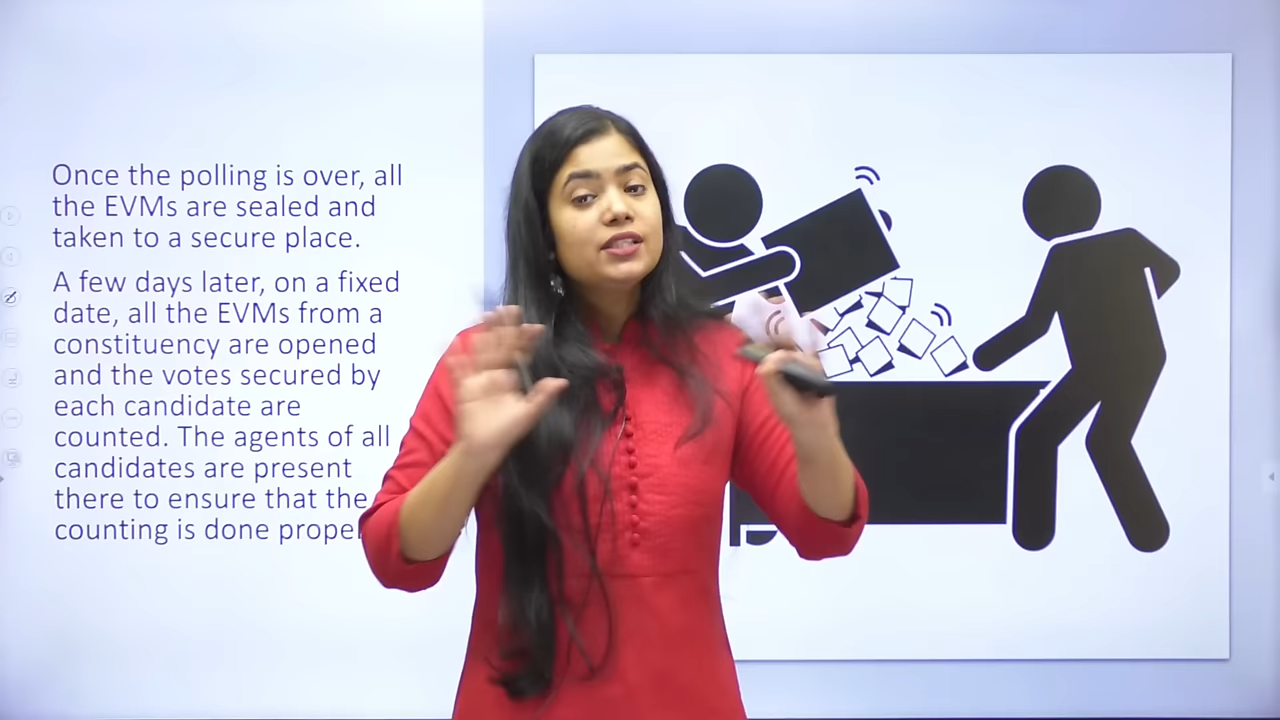 Once the polling is over, all
the EVMs are sealed and
taken to a secure place.
A few days later, on a fixed
date, all the EVMs from a
constituency are opened
and the votes secured by
each candidate are
counted. The agents of all
candidates are present
there to ensure that the
counting is done